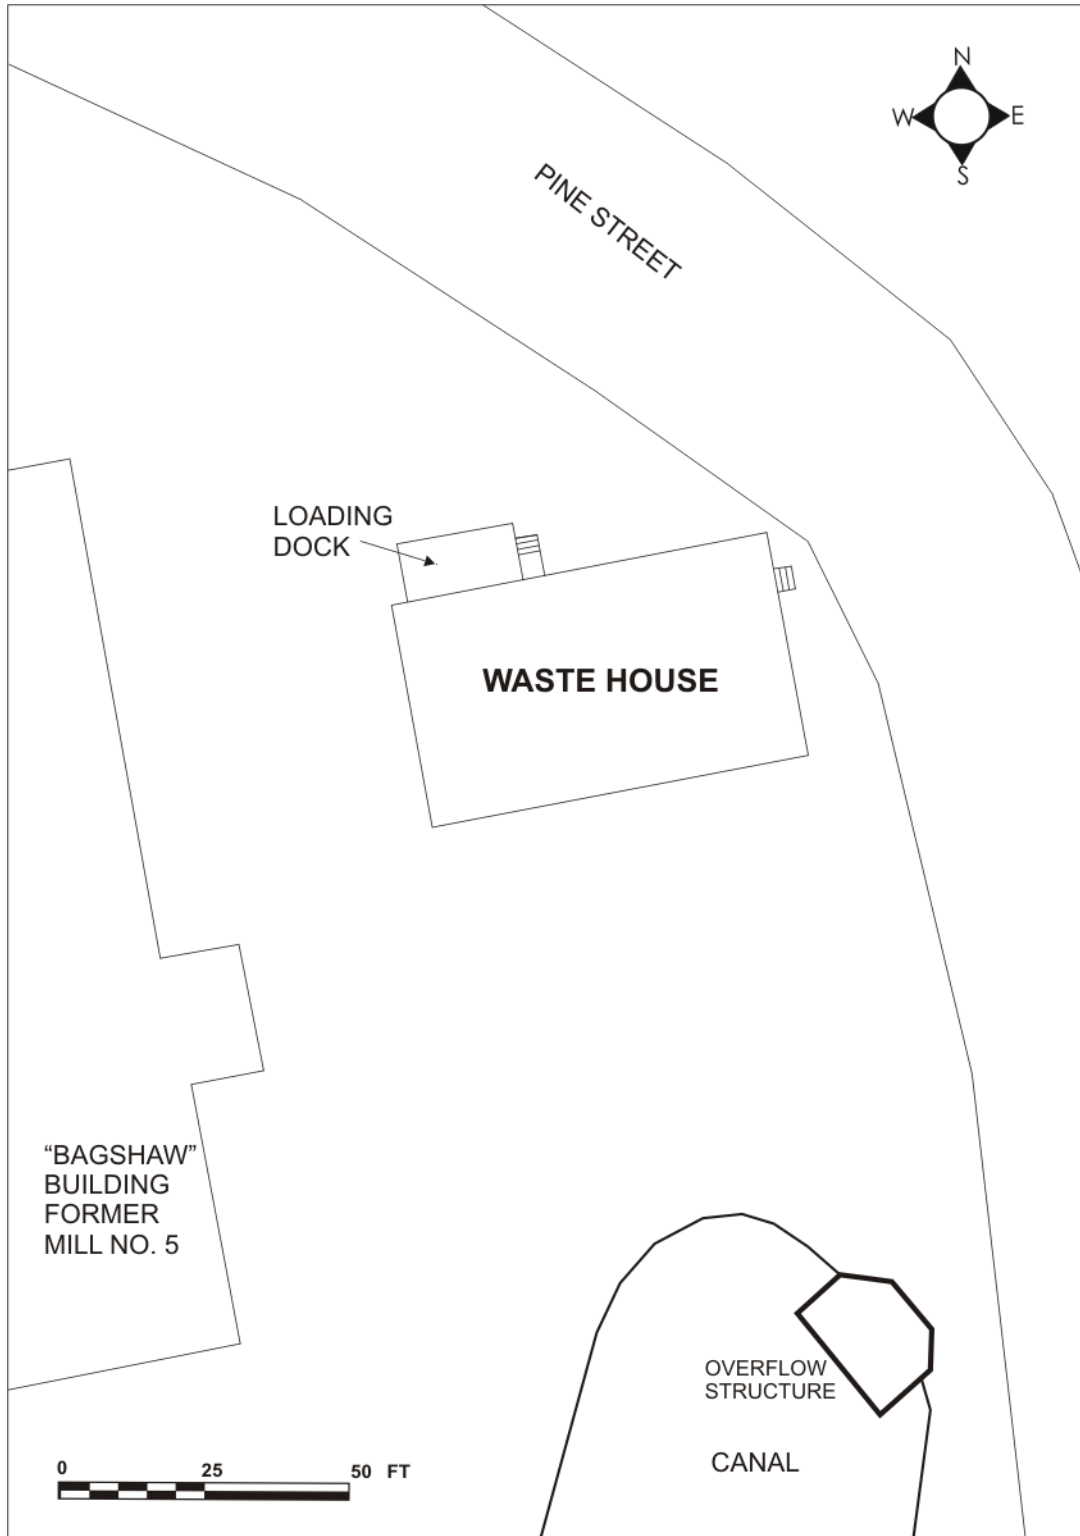 N
W E
S
PINE STREET
LOADING
DOCK
WASTE HOUSE
“BAGSHAW”
BUILDING
FORMER
MILL NO. 5
OVERFLOW
STRUCTURE
CANAL
0 25 50 FT